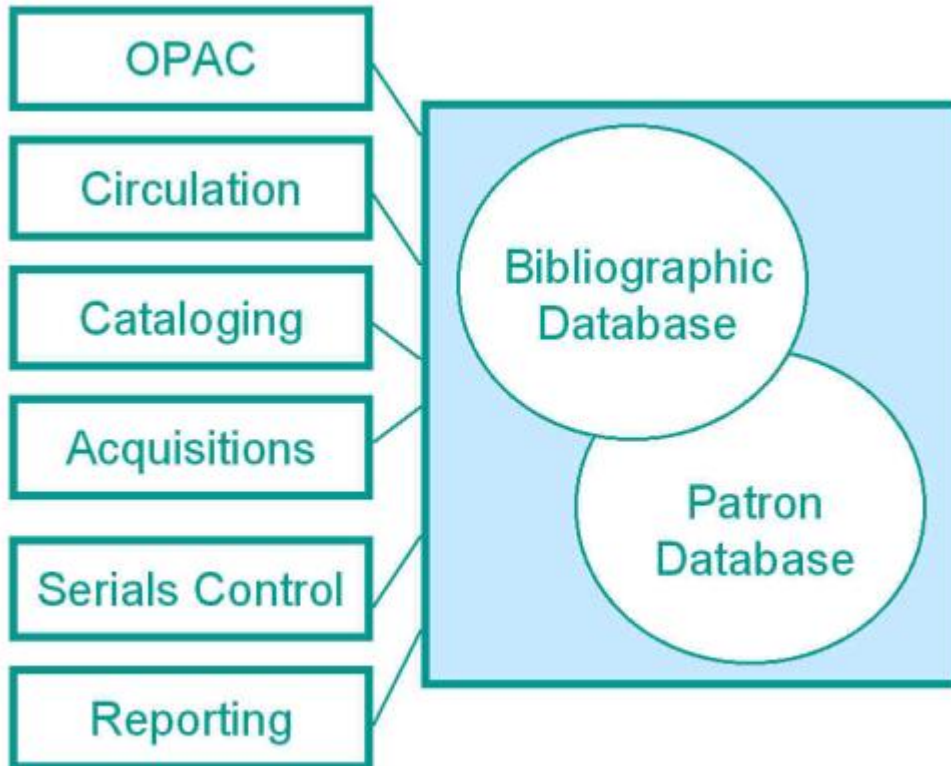 OPAC
Circulation
Cataloging
Acquisitions
Serials Control
Reporting
Bibliographic
Database
Patron
Database